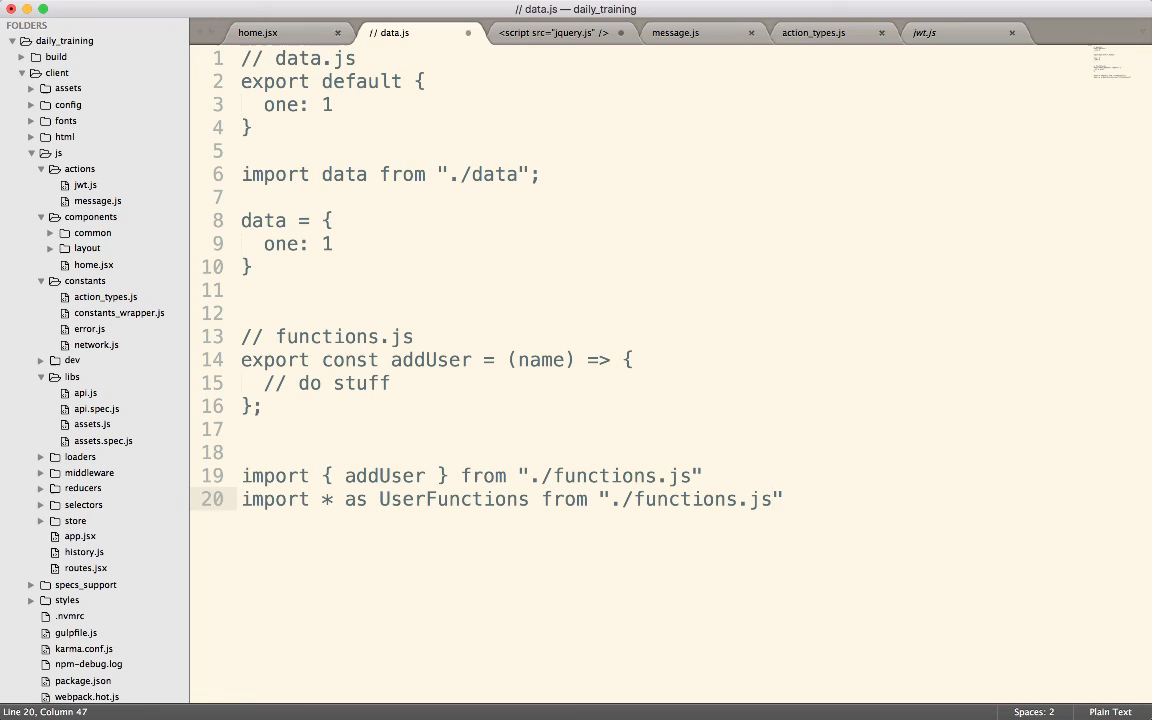 // data.js — daily_training
FOLDERS
daily_training
build
client
assets
config
fonts
html
js
actions
jwt.js
message.js
components
common
layout
home.jsx
constants
action_types.js
constants_wrapper.js
error.js
network.js
dev
libs
api.js
api.spec.js
assets.js
assets.spec.js
loaders
middleware
reducers
selectors
store
app.jsx
history.js
routes.jsx
specs_support
styles
.nvmrc
gulpfile.js
karma.conf.js
npm-debug.log
package.json
webpack.hot.js
home.jsx
// data.js
<script src="jquery.js" />
message.js
action_types.js
jwt.js
1 // data.js
2 export default {
3   one: 1
4 }
5
6 import data from "./data";
7
8 data = {
9   one: 1
10 }
11
12
13 // functions.js
14 export const addUser = (name) => {
15   // do stuff
16 };
17
18
19 import { addUser } from "./functions.js"
20 import * as UserFunctions from "./functions.js"
Line 20, Column 47
Spaces: 2
Plain Text